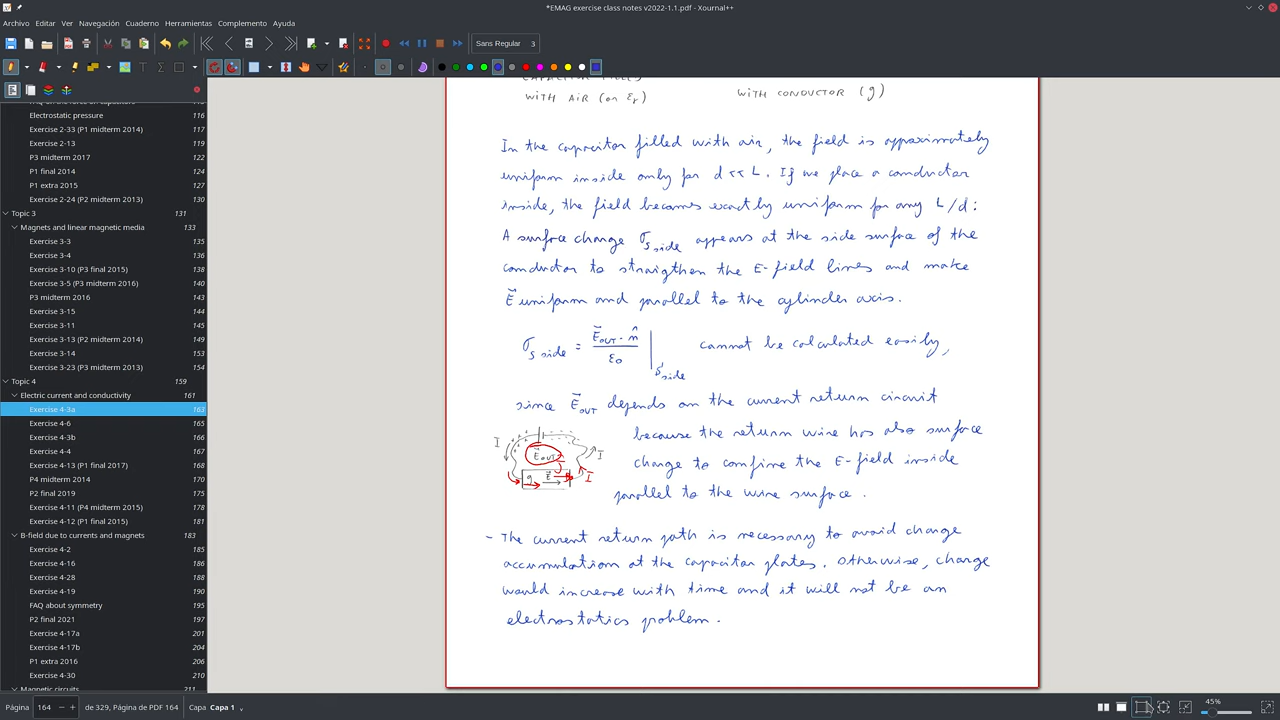 *EMAG exercise class notes v2022-1.1.pdf - Xournal++
Archivo Editar Ver Navegación Cuaderno Herramientas Complemento Ayuda
Sans Regular 3
Electrostatic pressure 116
Exercise 2-33 (P1 midterm 2014) 117
Exercise 2-13 119
P3 midterm 2017 122
P1 final 2014 124
P1 extra 2015 127
Exercise 2-24 (P2 midterm 2013) 130
Topic 3 131
Magnets and linear magnetic media 133
Exercise 3-3 135
Exercise 3-4 136
Exercise 3-10 (P3 final 2015) 138
Exercise 3-5 (P3 midterm 2016) 140
P3 midterm 2016 143
Exercise 3-15 144
Exercise 3-11 145
Exercise 3-13 (P2 midterm 2014) 149
Exercise 3-14 153
Exercise 3-23 (P3 midterm 2013) 154
Topic 4 159
Electric current and conductivity 161
Exercise 4-3a 163
Exercise 4-6 165
Exercise 4-3b 166
Exercise 4-4 167
Exercise 4-13 (P1 final 2017) 168
P4 midterm 2014 170
P2 final 2019 175
Exercise 4-11 (P4 midterm 2015) 178
Exercise 4-12 (P1 final 2015) 181
B-field due to currents and magnets 183
Exercise 4-2 185
Exercise 4-16 186
Exercise 4-28 188
Exercise 4-19 190
FAQ about symmetry 195
P2 final 2021 197
Exercise 4-17a 201
Exercise 4-17b 204
P1 extra 2016 206
Exercise 4-30 210
Magnetic circuits 211
WITH AIR (on εr) WITH CONDUCTOR (g)
In the capacitor filled with air, the field is approximately
uniform inside only for d << L. If we place a conductor
inside, the field becomes exactly uniform for any L/d:
A surface charge σs side appears at the side surface of the
conductor to straigthen the E-field lines and make
E⃗ uniform and parallel to the cylinder axis.
σs side = E⃗OUT · n̂ / ε0 |s side cannot be calculated easily,
since E⃗OUT depends on the current return circuit
because the return wire has also surface
charge to confine the E-field inside
parallel to the wire surface.
I E⃗OUT I
g E⃗ I
- The current return path is necessary to avoid charge
accumulation at the capacitor plates. Otherwise, charge
would increase with time and it will not be an
electrostatics problem.
Página 164 de 329, Página de PDF 164 Capa Capa 1 45%